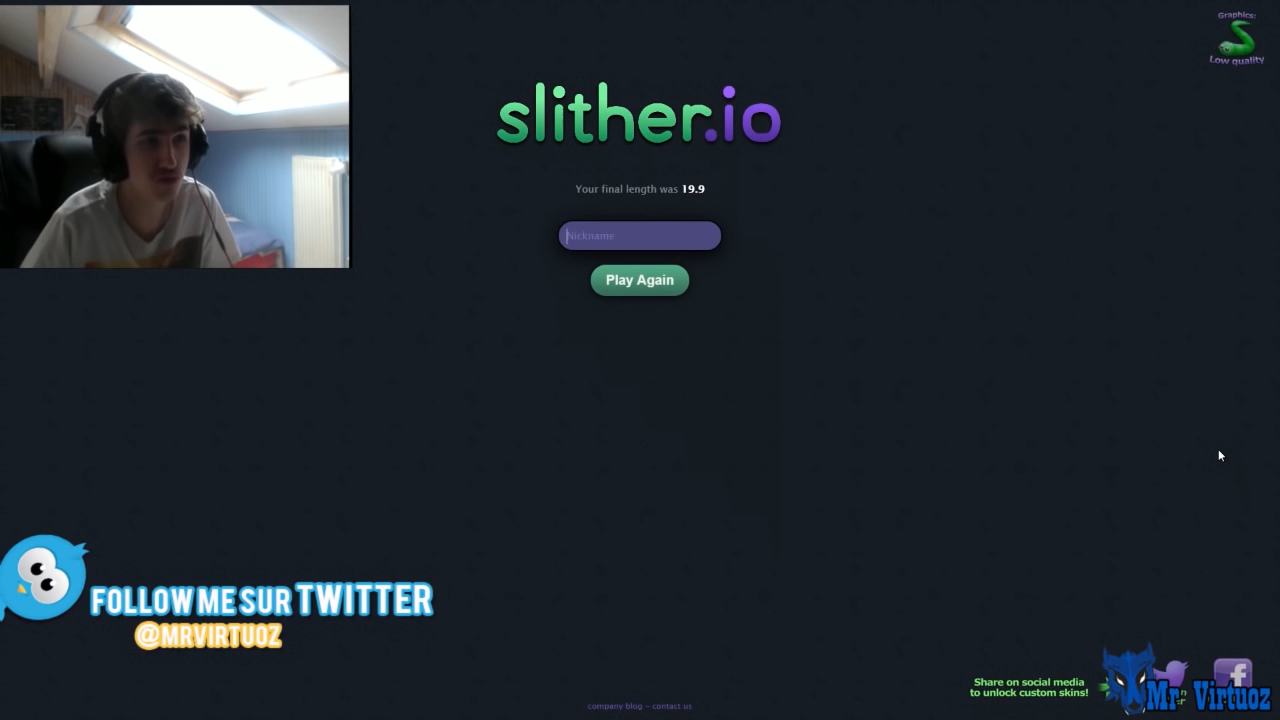 Graphics:
Low quality
slither.io
Your final length was 19.9
Nickname
Play Again
FOLLOW ME SUR TWITTER
@MRVIRTUOZ
Share on social media
to unlock custom skins!
Mr Virtuoz
company blog – contact us